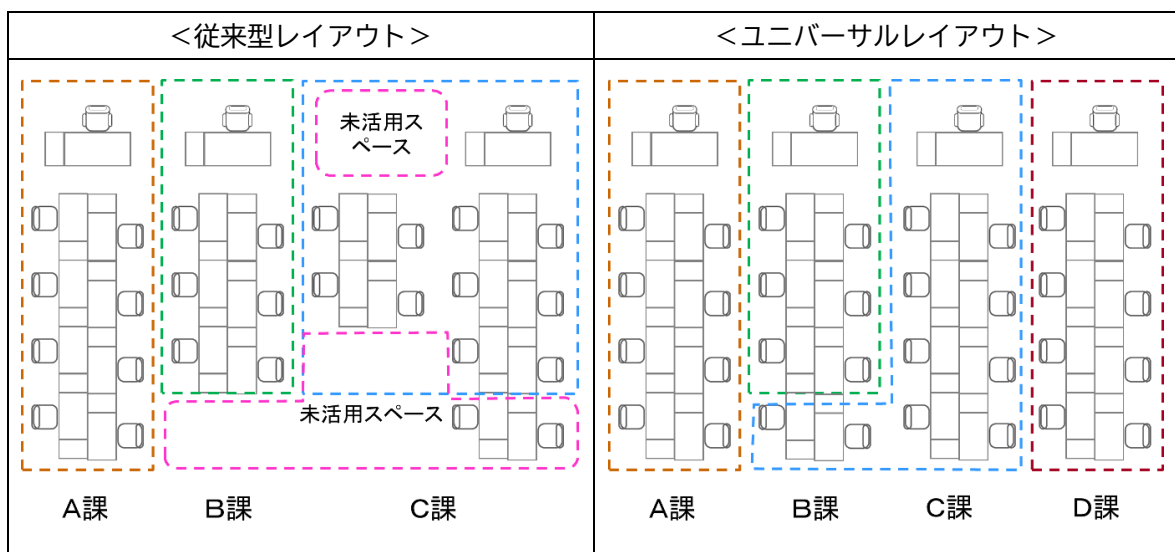 ＜従来型レイアウト＞
＜ユニバーサルレイアウト＞
未活用ス
ペース
未活用スペース
A課
B課
C課
A課
B課
C課
D課